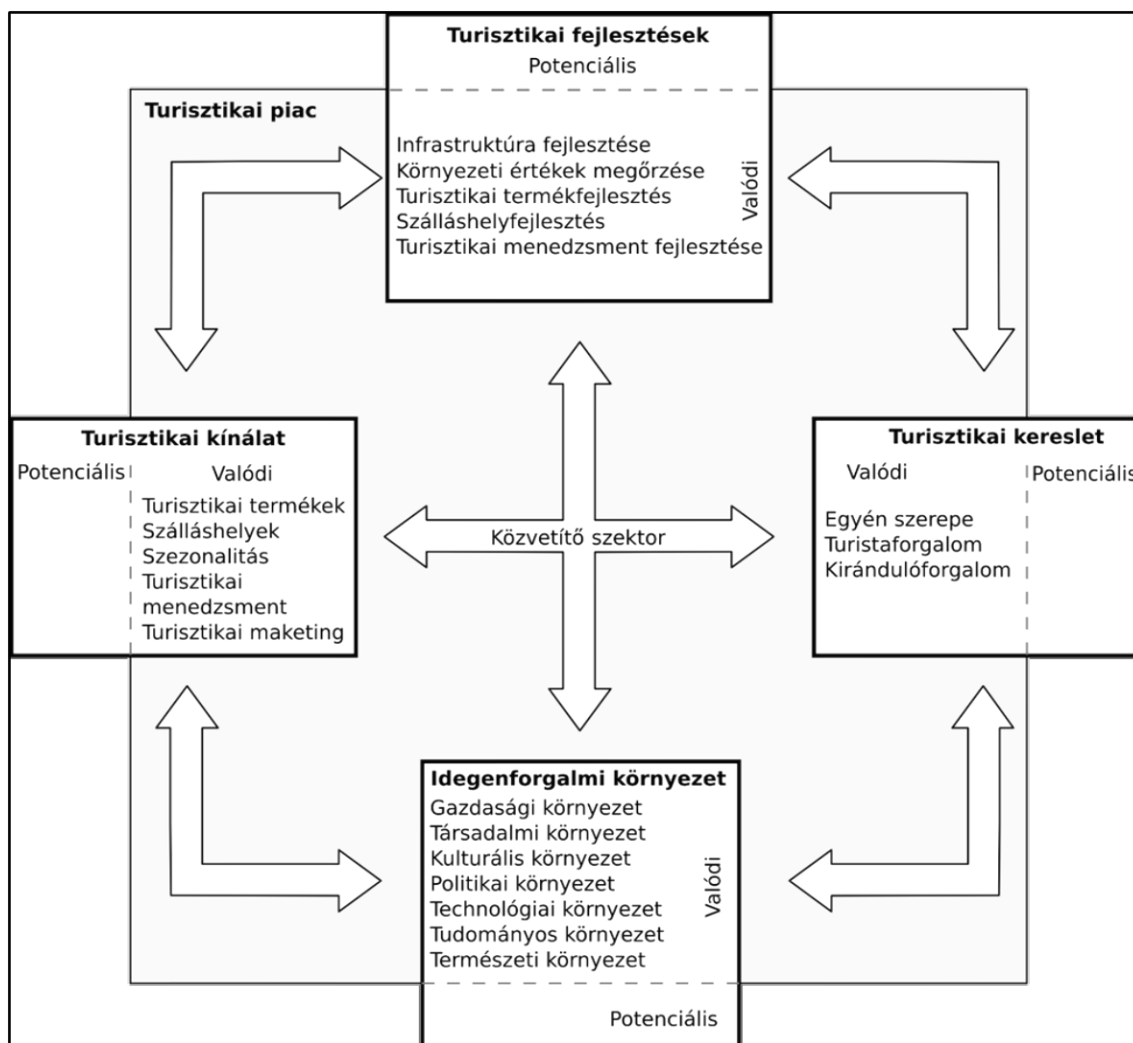 Turisztikai fejlesztések
Potenciális
Turisztikai piac
Infrastruktúra fejlesztése
Környezeti értékek megőrzése
Turisztikai termékfejlesztés
Szálláshelyfejlesztés
Turisztikai menedzsment fejlesztése
Valódi
Turisztikai kínálat
Potenciális
Valódi
Turisztikai termékek
Szálláshelyek
Szezonalitás
Turisztikai
menedzsment
Turisztikai maketing
Közvetítő szektor
Turisztikai kereslet
Valódi
Potenciális
Egyén szerepe
Turistaforgalom
Kirándulóforgalom
Idegenforgalmi környezet
Gazdasági környezet
Társadalmi környezet
Kulturális környezet
Politikai környezet
Technológiai környezet
Tudományos környezet
Természeti környezet
Valódi
Potenciális